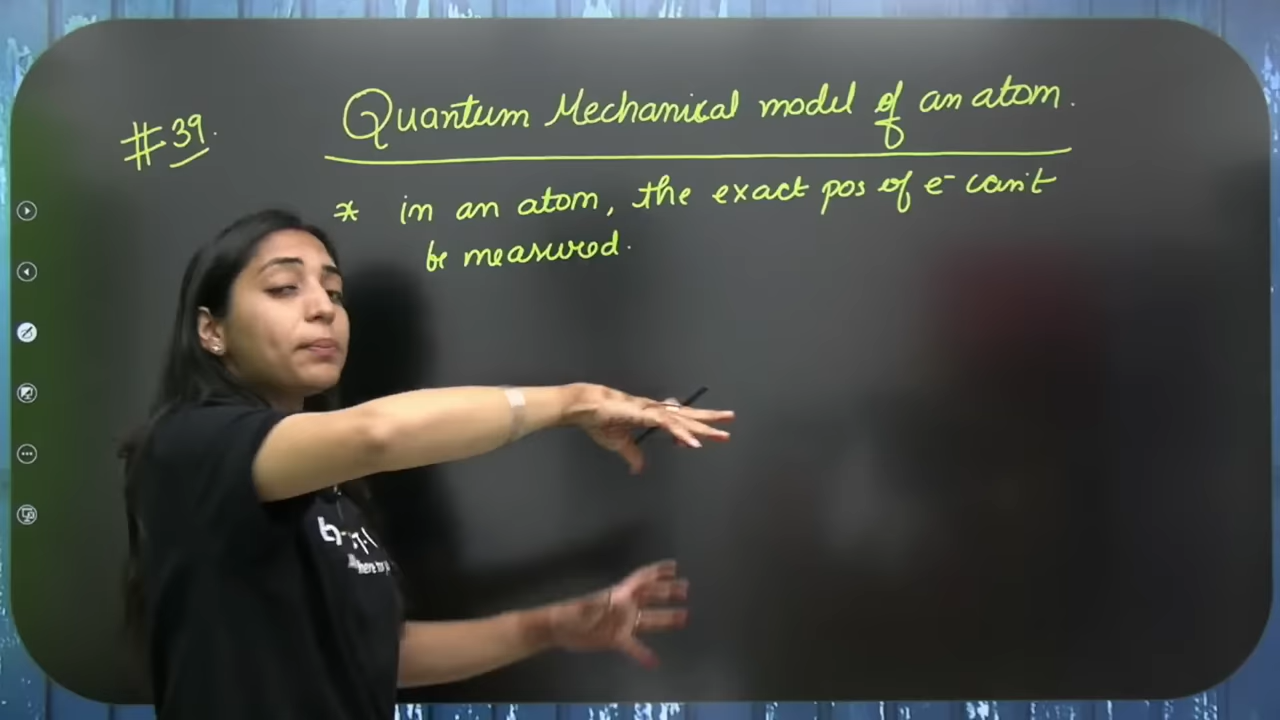 #39.
Quantum Mechanical model of an atom.
* in an atom, the exact pos of e- can't
be measured.